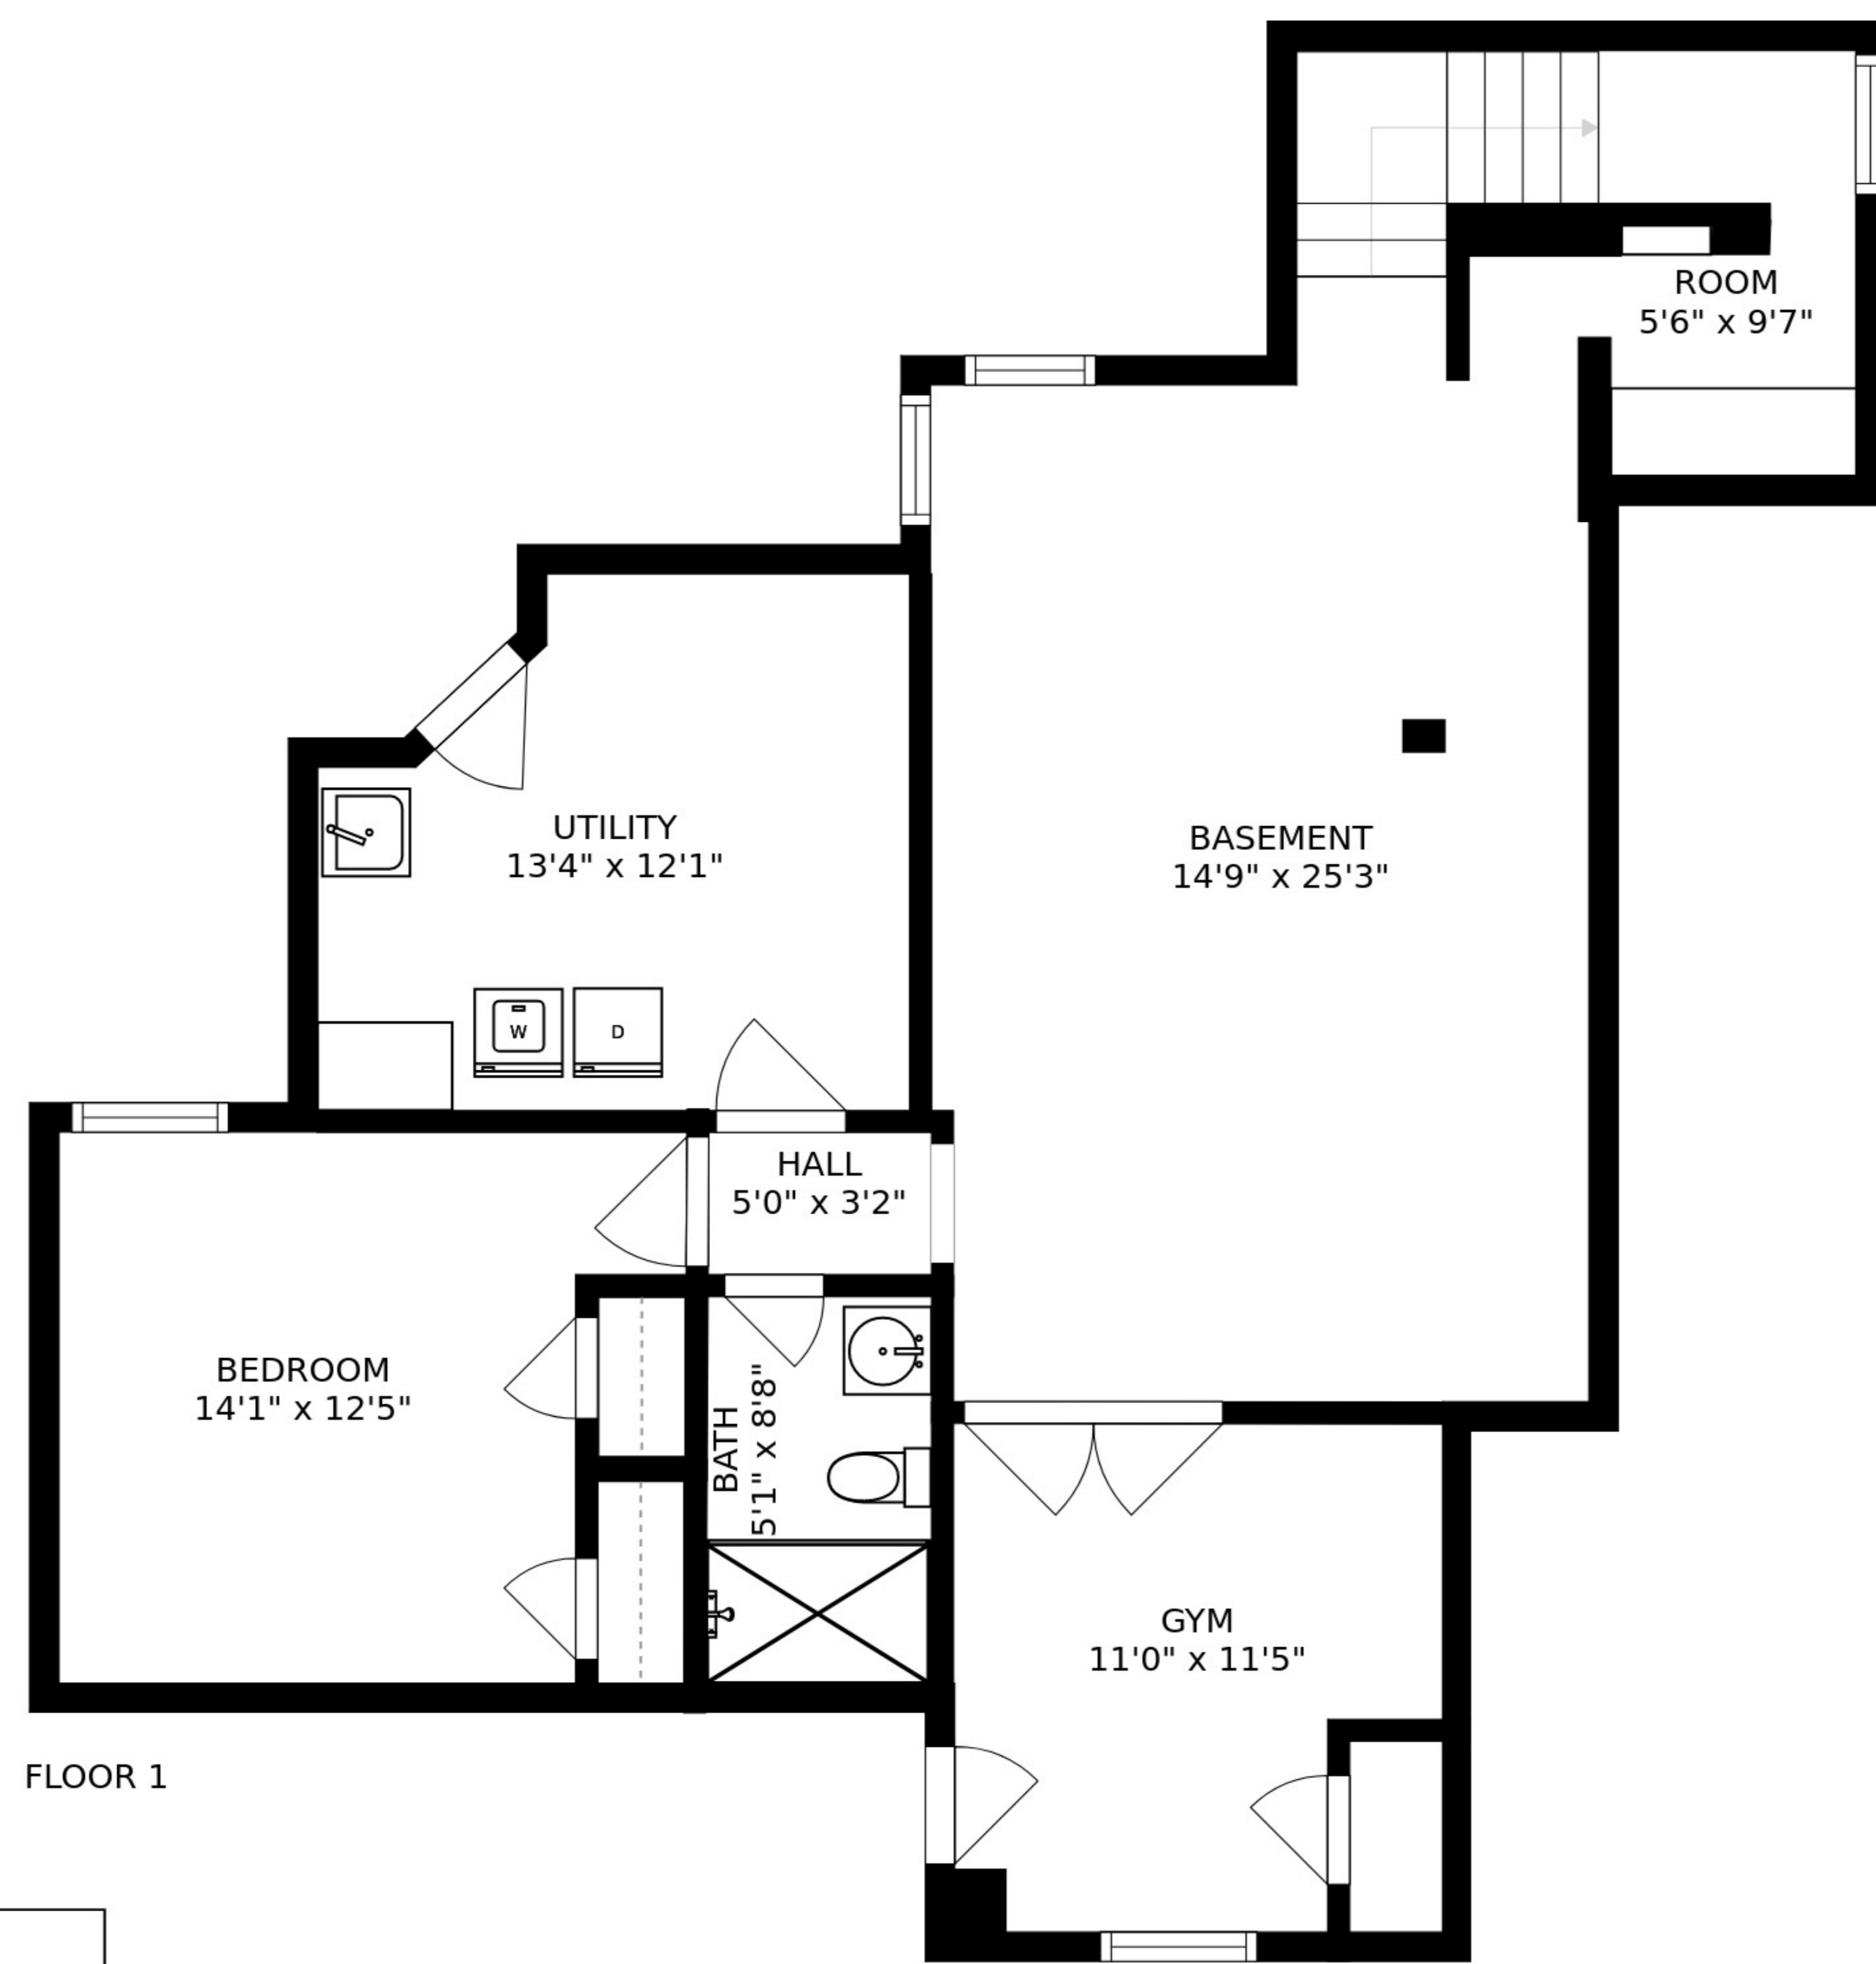 ROOM
5'6" x 9'7"
UTILITY
13'4" x 12'1"
BASEMENT
14'9" x 25'3"
W
D
HALL
5'0" x 3'2"
BEDROOM
14'1" x 12'5"
BATH
5'1" x 8'8"
GYM
11'0" x 11'5"
FLOOR 1